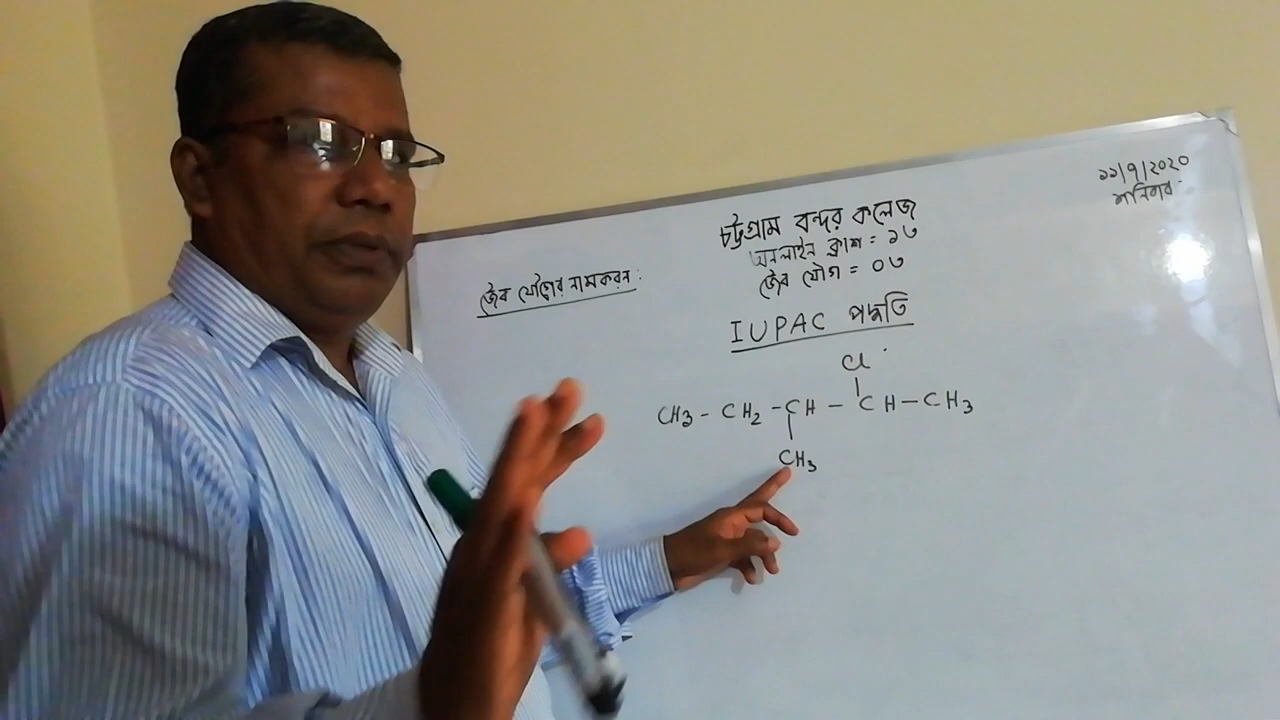 ১১/৭/২০২০
শনিবার
চট্টগ্রাম বন্দর কলেজ
অনলাইন ক্লাশ = ১৩
জৈব যৌগ = ০৩
জৈব যৌগের নামকরন:
IUPAC পদ্ধতি
Cl
CH3 - CH2 - CH - CH - CH3
CH3